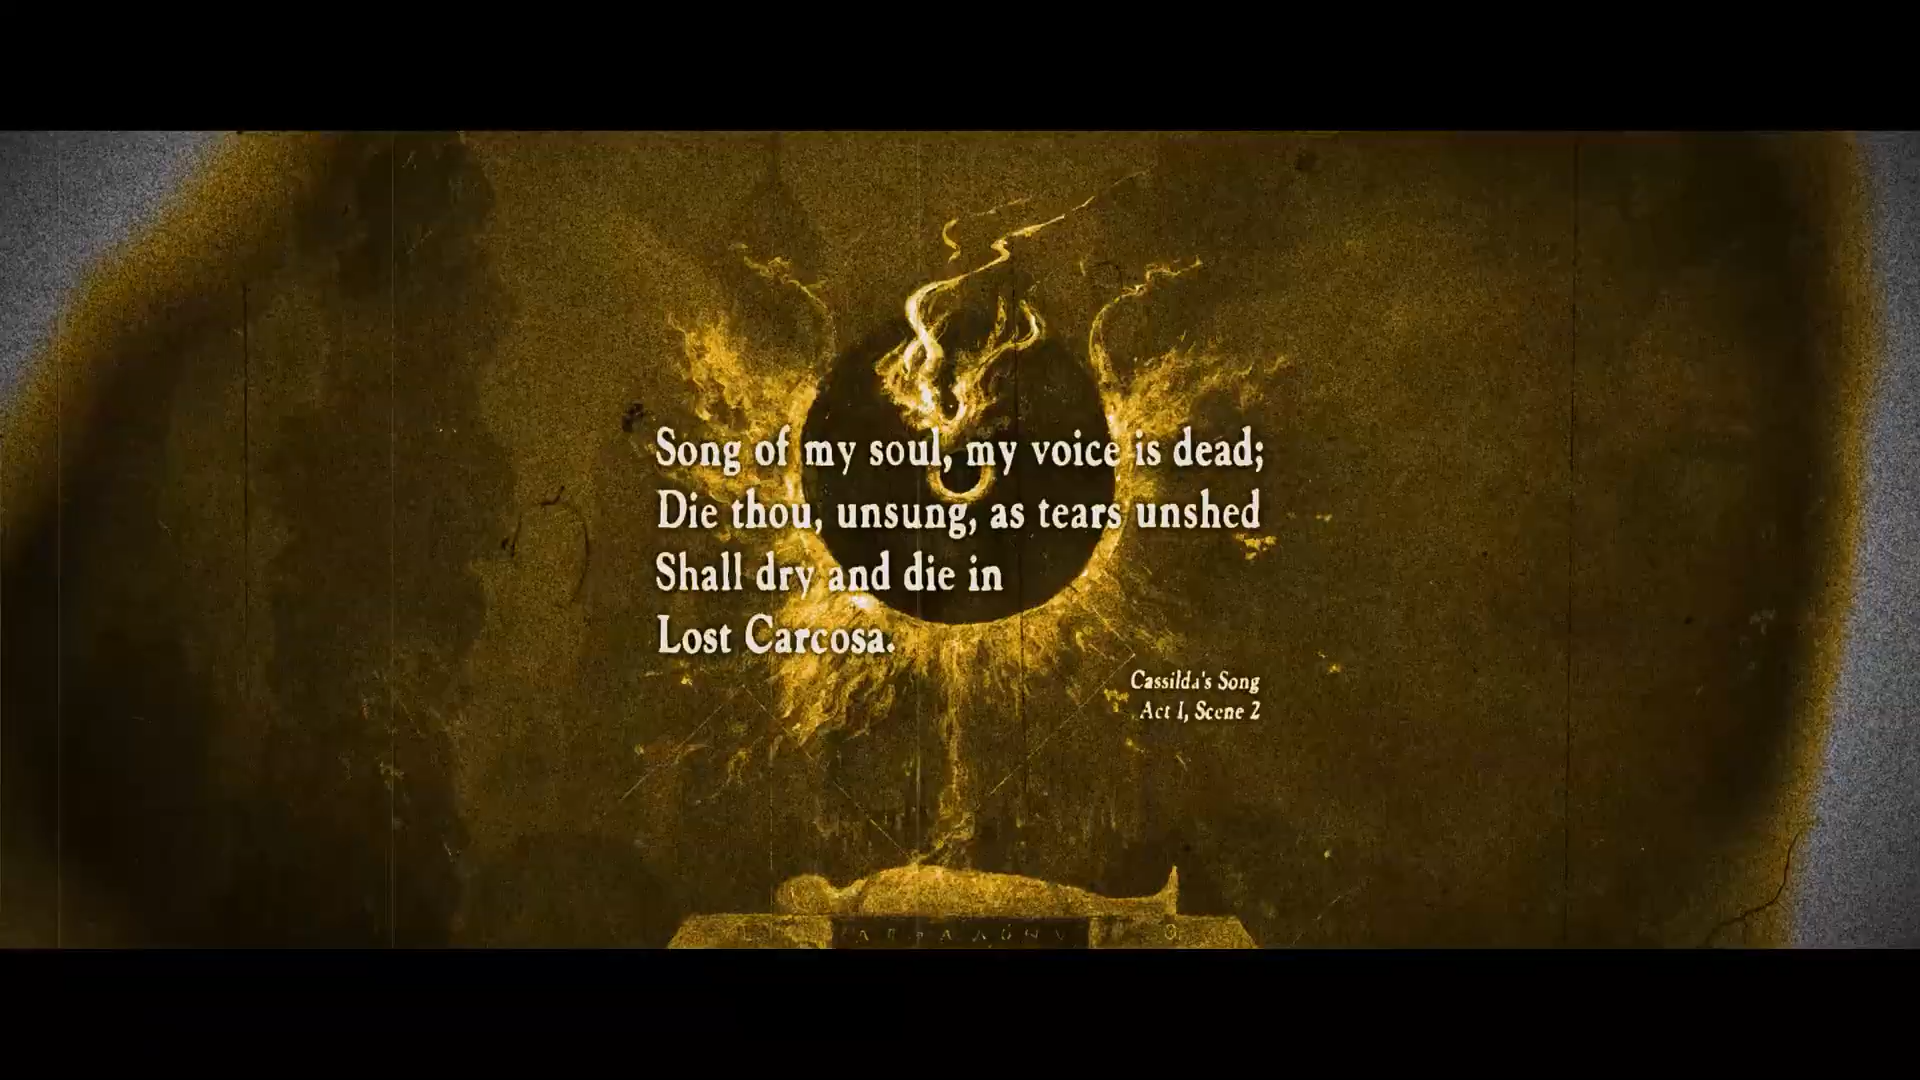 Song of my soul, my voice is dead;
Die thou, unsung, as tears unshed
Shall dry and die in
Lost Carcosa.
Cassilda's Song
Act I, Scene 2